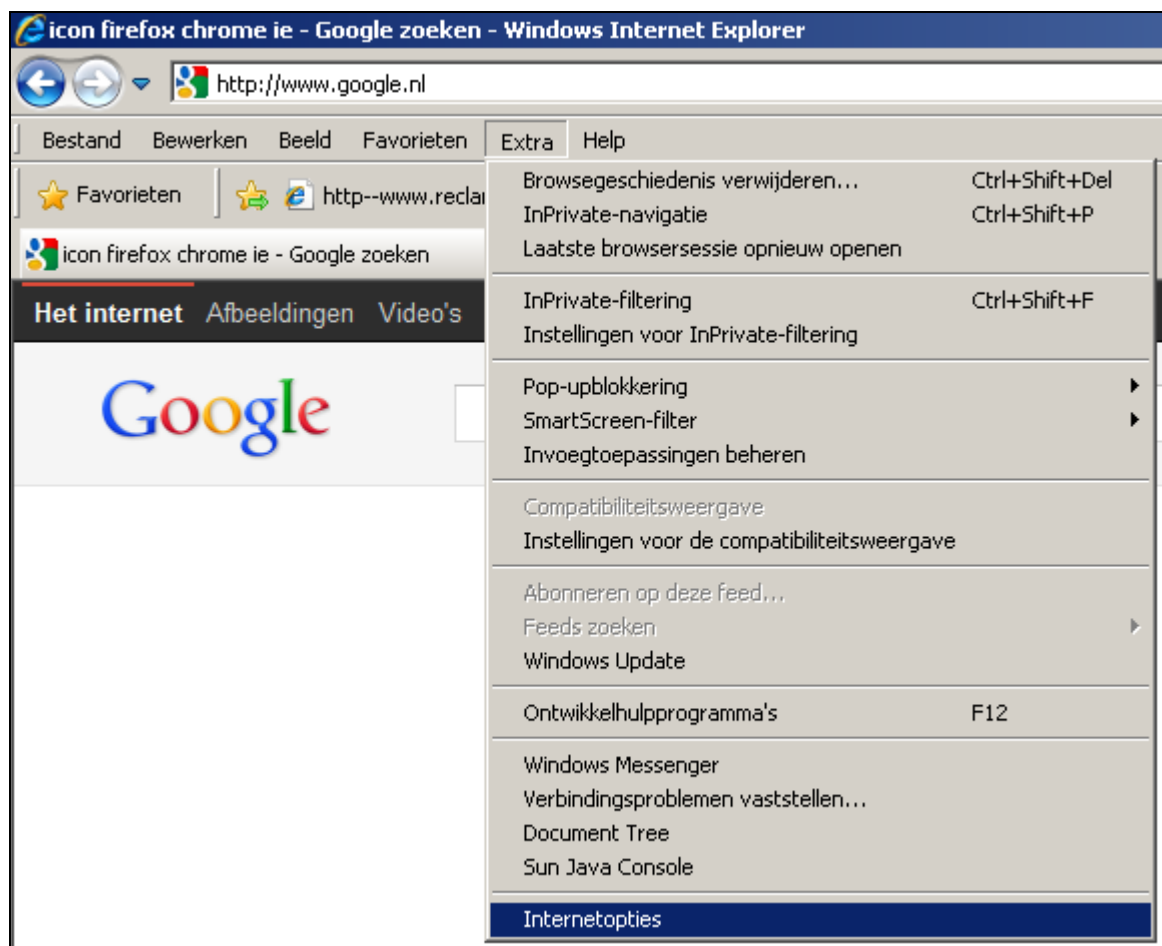 icon firefox chrome ie - Google zoeken - Windows Internet Explorer
http://www.google.nl
Bestand Bewerken Beeld Favorieten Extra Help
Favorieten http--www.recla
icon firefox chrome ie - Google zoeken
Het internet Afbeeldingen Video's
Google
Browsegeschiedenis verwijderen... Ctrl+Shift+Del
InPrivate-navigatie Ctrl+Shift+P
Laatste browsersessie opnieuw openen
InPrivate-filtering Ctrl+Shift+F
Instellingen voor InPrivate-filtering
Pop-upblokkering
SmartScreen-filter
Invoegtoepassingen beheren
Compatibiliteitsweergave
Instellingen voor de compatibiliteitsweergave
Abonneren op deze feed...
Feeds zoeken
Windows Update
Ontwikkelhulpprogramma's F12
Windows Messenger
Verbindingsproblemen vaststellen...
Document Tree
Sun Java Console
Internetopties